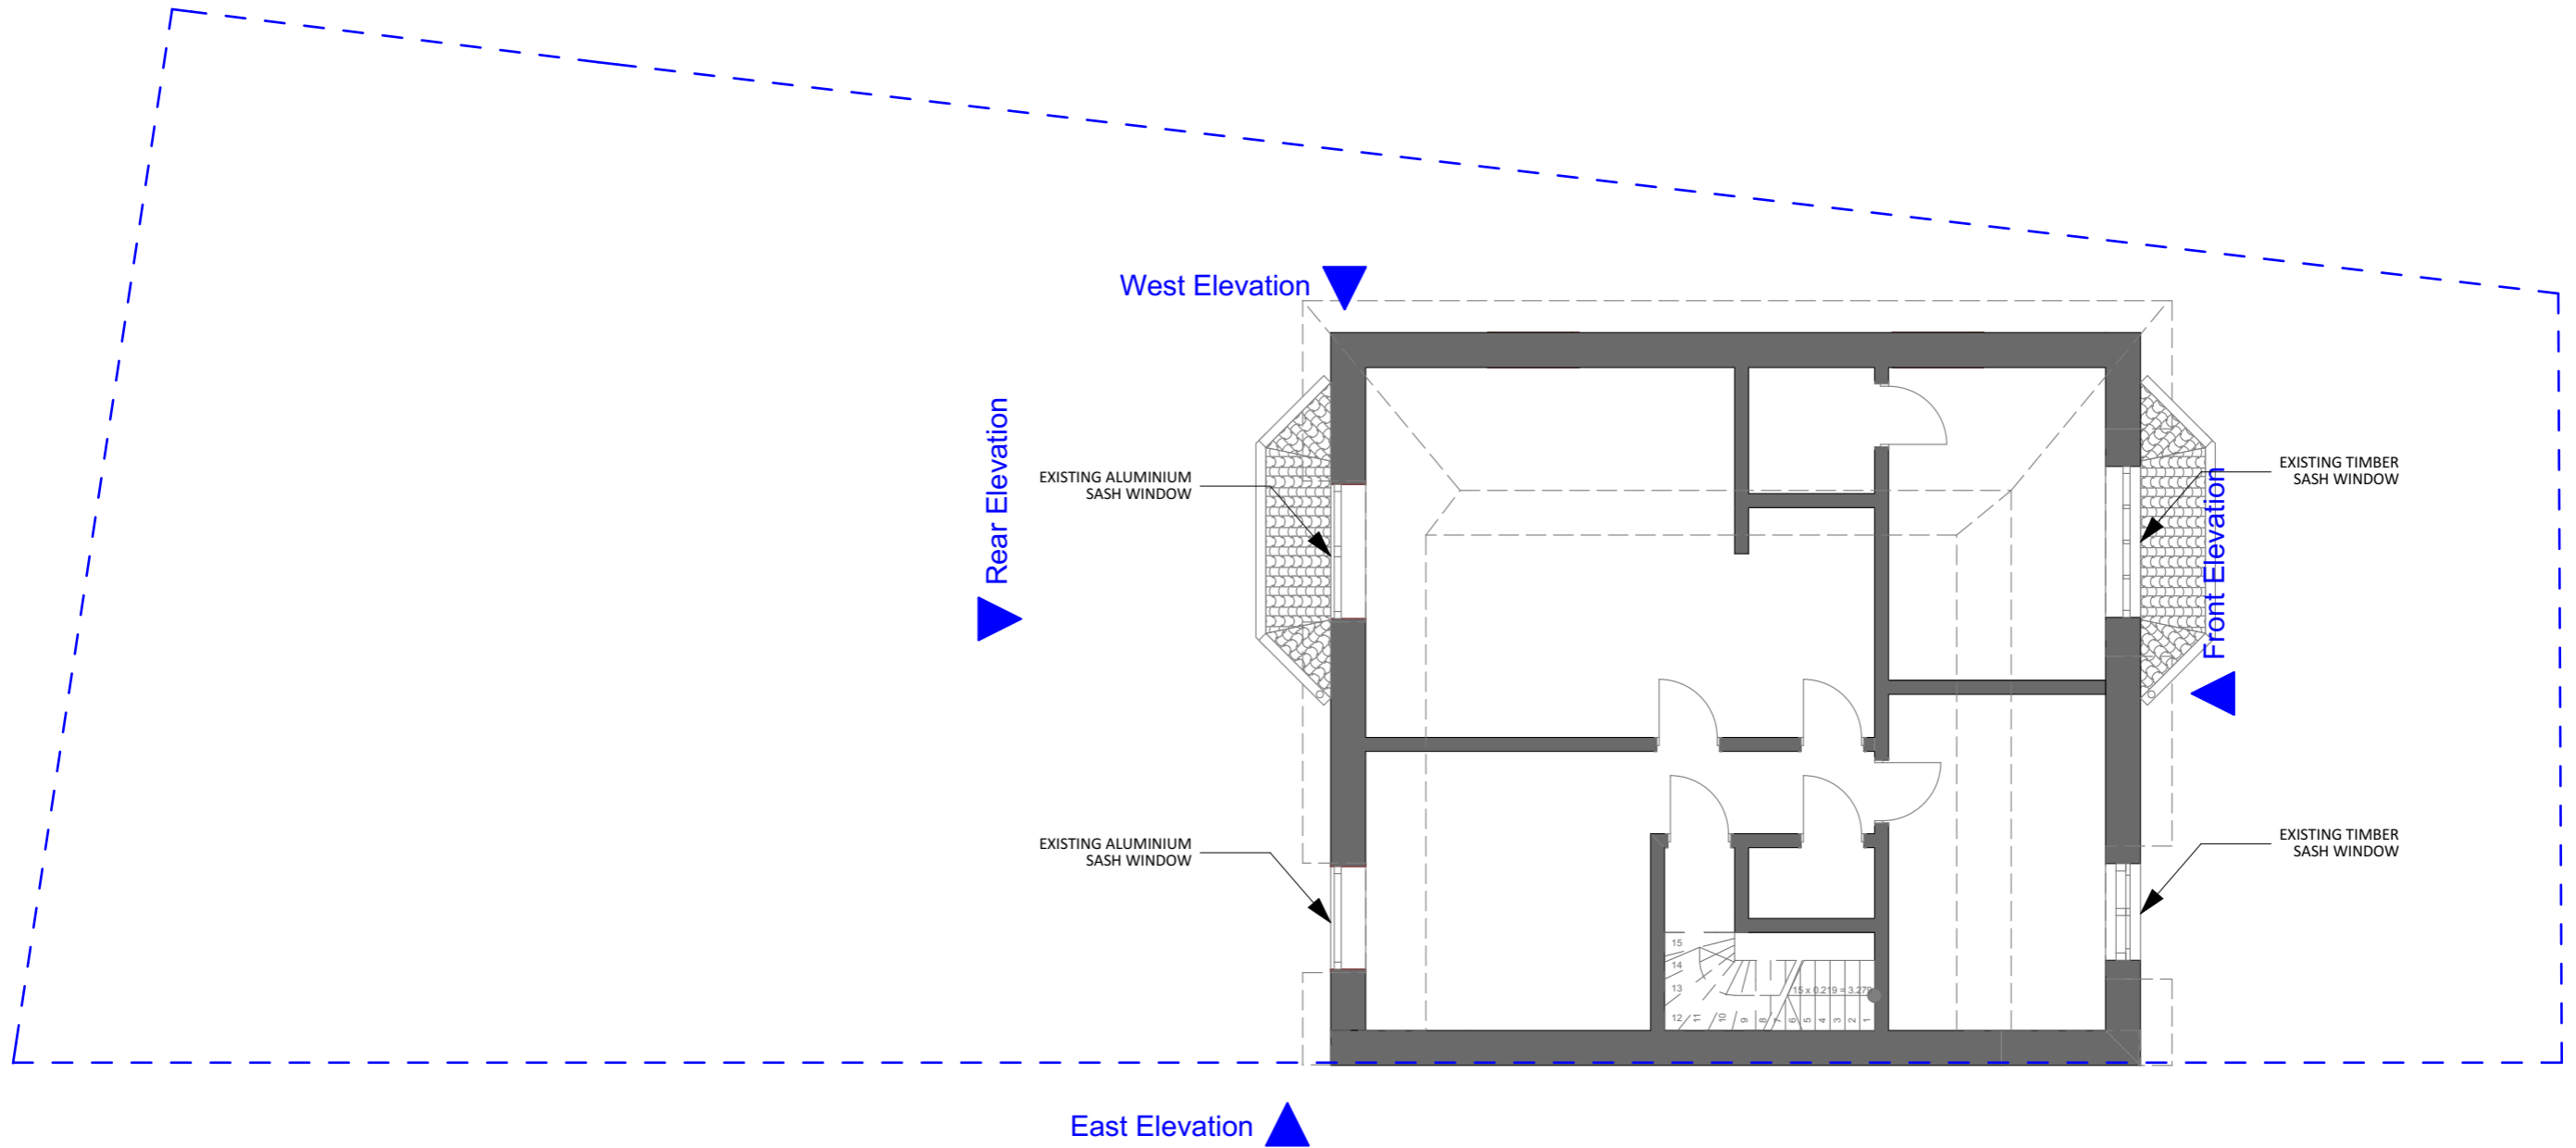 West Elevation
Rear Elevation
EXISTING ALUMINIUM
SASH WINDOW
EXISTING TIMBER
SASH WINDOW
Front Elevation
EXISTING ALUMINIUM
SASH WINDOW
EXISTING TIMBER
SASH WINDOW
15
14
13
12
11
10
9
8
7
6
5
4
3
2
1
15 x 0.219 = 3.279
East Elevation